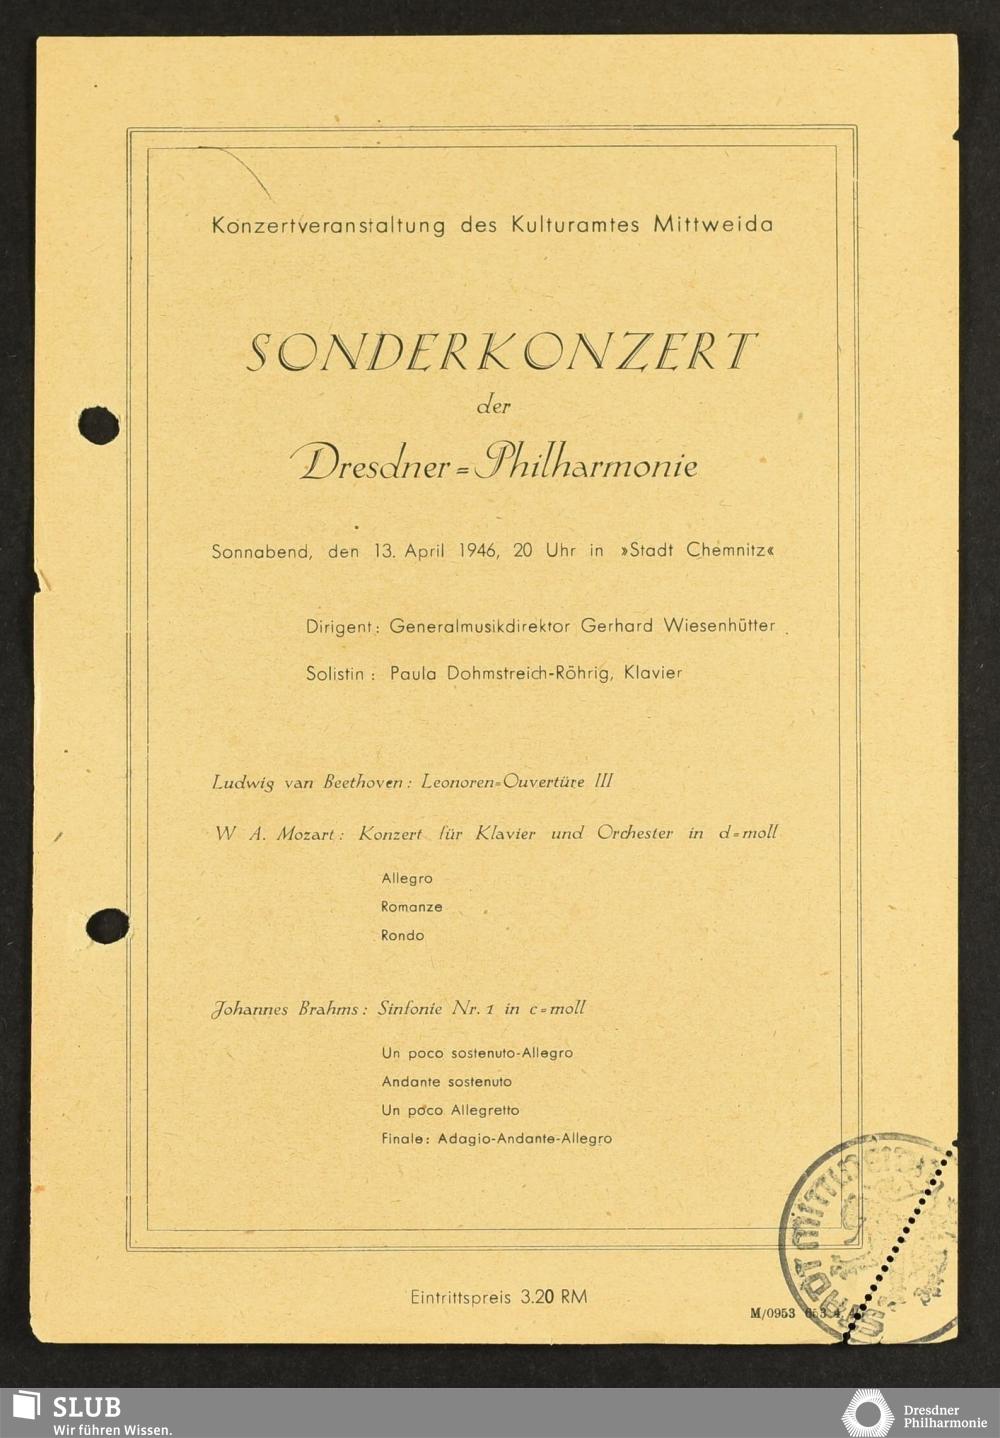 Konzertveranstaltung des Kulturamtes Mittweida
SONDERKONZERT
der
Dresdner=Philharmonie
Sonnabend, den 13. April 1946, 20 Uhr in »Stadt Chemnitz«
Dirigent: Generalmusikdirektor Gerhard Wiesenhütter
Solistin: Paula Dohmstreich-Röhrig, Klavier
Ludwig van Beethoven: Leonoren=Ouvertüre III
W A. Mozart: Konzert für Klavier und Orchester in d=moll
Allegro
Romanze
Rondo
Johannes Brahms: Sinfonie Nr. 1 in c=moll
Un poco sostenuto-Allegro
Andante sostenuto
Un poco Allegretto
Finale: Adagio-Andante-Allegro
Eintrittspreis 3.20 RM
M/0953
SLUB
Wir führen Wissen.
Dresdner
Philharmonie